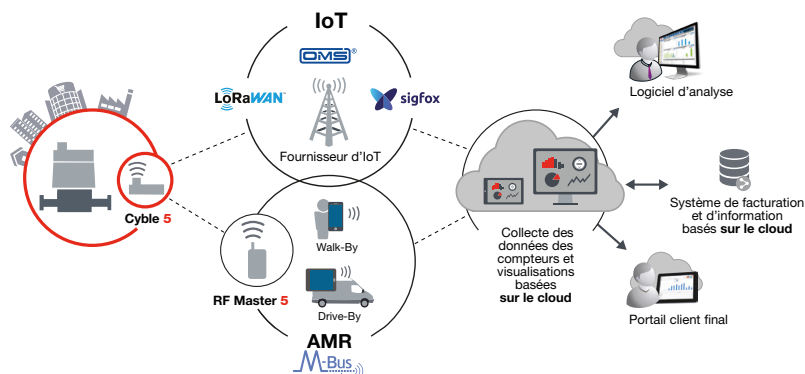 IoT
OMS®
LoRaWAN™
sigfox
Fournisseur d'IoT
Cyble 5
Walk-By
RF Master 5
Drive-By
AMR
M-Bus
Collecte des
données des
compteurs et
visualisations
basées
sur le cloud
Logiciel d'analyse
Système de facturation
et d'information
basés sur le cloud
Portail client final